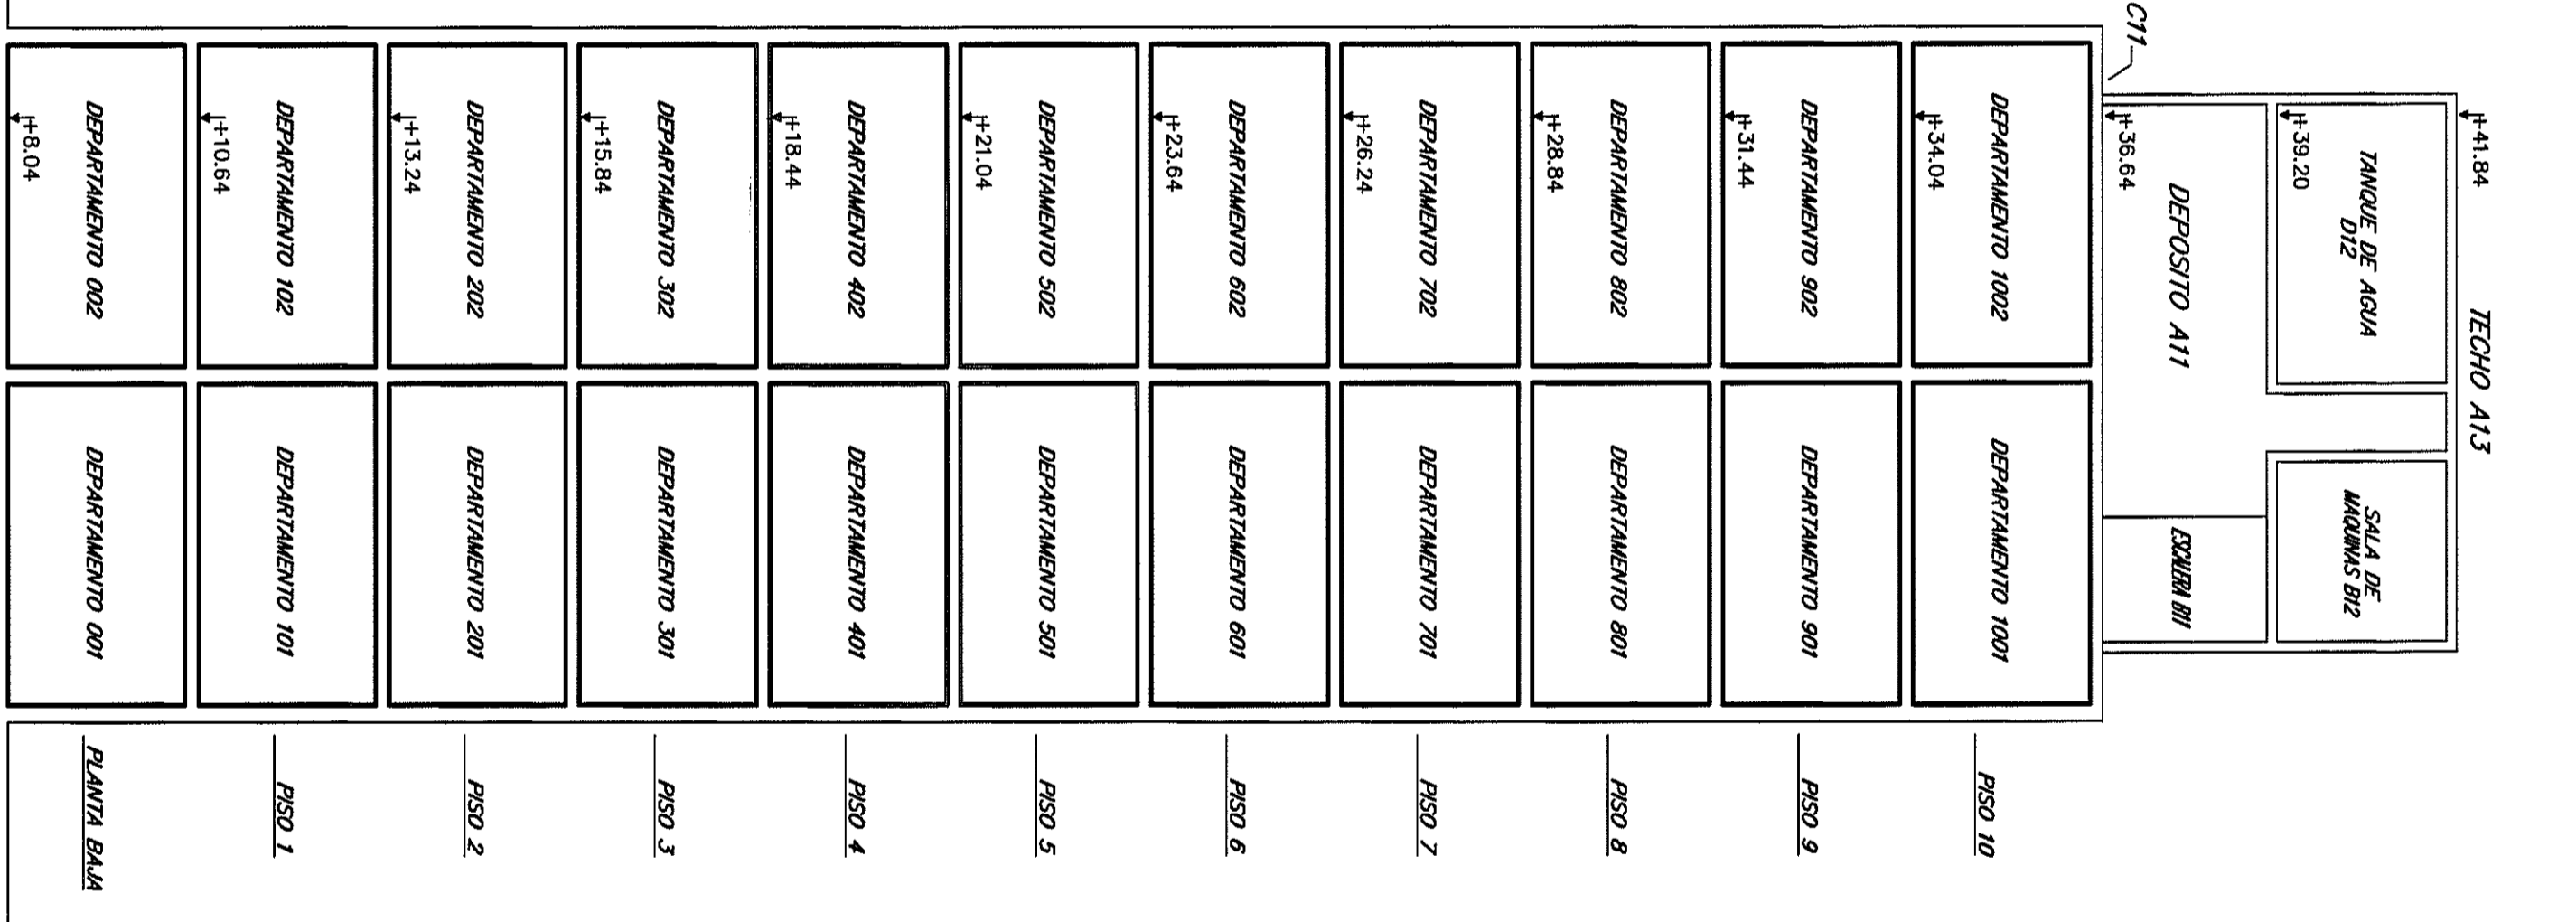 +41.84 TECHO A13
+39.20
TANQUE DE AGUA
D12
SALA DE
MAQUINAS B12
+36.64 DEPOSITO A11 ESCALERA B11
C11
DEPARTAMENTO 1002 DEPARTAMENTO 1001 PISO 10
+34.04
DEPARTAMENTO 902 DEPARTAMENTO 901 PISO 9
+31.44
DEPARTAMENTO 802 DEPARTAMENTO 801 PISO 8
+28.84
DEPARTAMENTO 702 DEPARTAMENTO 701 PISO 7
+26.24
DEPARTAMENTO 602 DEPARTAMENTO 601 PISO 6
+23.64
DEPARTAMENTO 502 DEPARTAMENTO 501 PISO 5
+21.04
DEPARTAMENTO 402 DEPARTAMENTO 401 PISO 4
+18.44
DEPARTAMENTO 302 DEPARTAMENTO 301 PISO 3
+15.84
DEPARTAMENTO 202 DEPARTAMENTO 201 PISO 2
+13.24
DEPARTAMENTO 102 DEPARTAMENTO 101 PISO 1
+10.64
DEPARTAMENTO 002 DEPARTAMENTO 001 PLANTA BAJA
+8.04